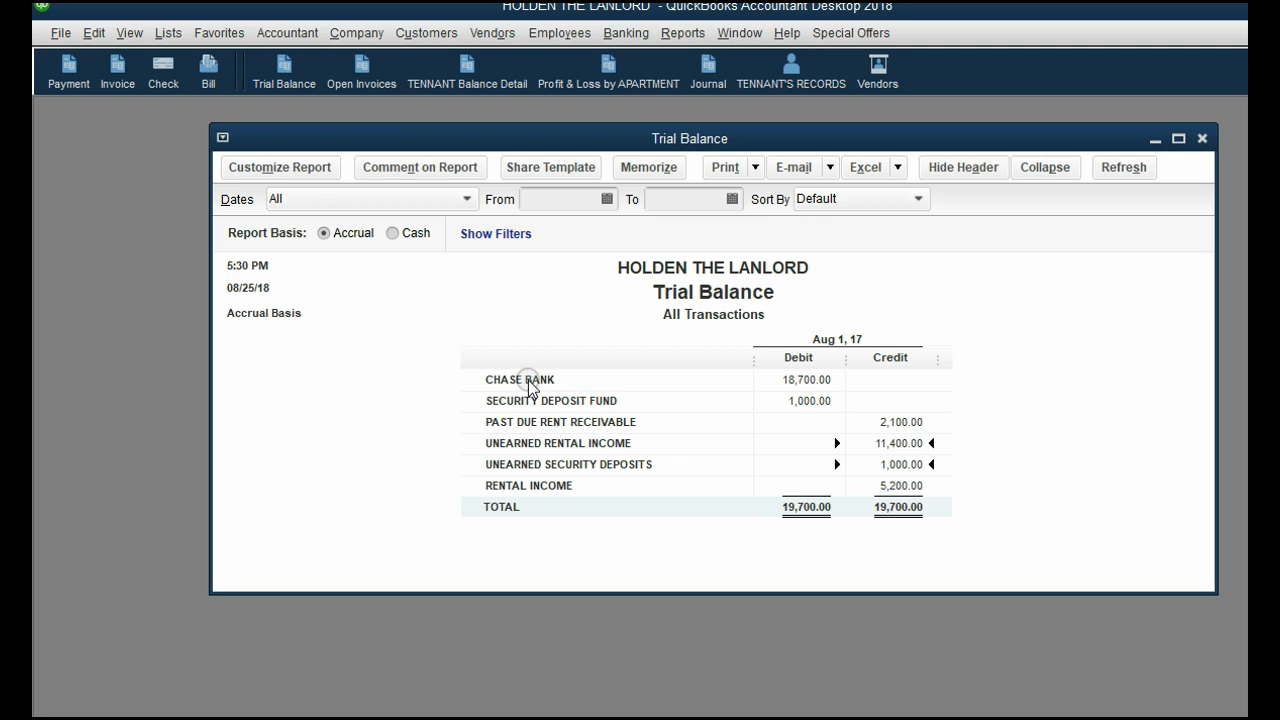 HOLDEN THE LANLORD - QuickBooks Accountant Desktop 2018
File Edit View Lists Favorites Accountant Company Customers Vendors Employees Banking Reports Window Help Special Offers
Payment Invoice Check Bill Trial Balance Open Invoices TENNANT Balance Detail Profit & Loss by APARTMENT Journal TENNANT'S RECORDS Vendors
Trial Balance
Customize Report Comment on Report Share Template Memorize Print E-mail Excel Hide Header Collapse Refresh
Dates All From To Sort By Default
Report Basis: Accrual Cash Show Filters
5:30 PM
08/25/18
Accrual Basis
HOLDEN THE LANLORD
Trial Balance
All Transactions
Aug 1, 17
Debit Credit
CHASE BANK 18,700.00
SECURITY DEPOSIT FUND 1,000.00
PAST DUE RENT RECEIVABLE 2,100.00
UNEARNED RENTAL INCOME 11,400.00
UNEARNED SECURITY DEPOSITS 1,000.00
RENTAL INCOME 5,200.00
TOTAL 19,700.00 19,700.00